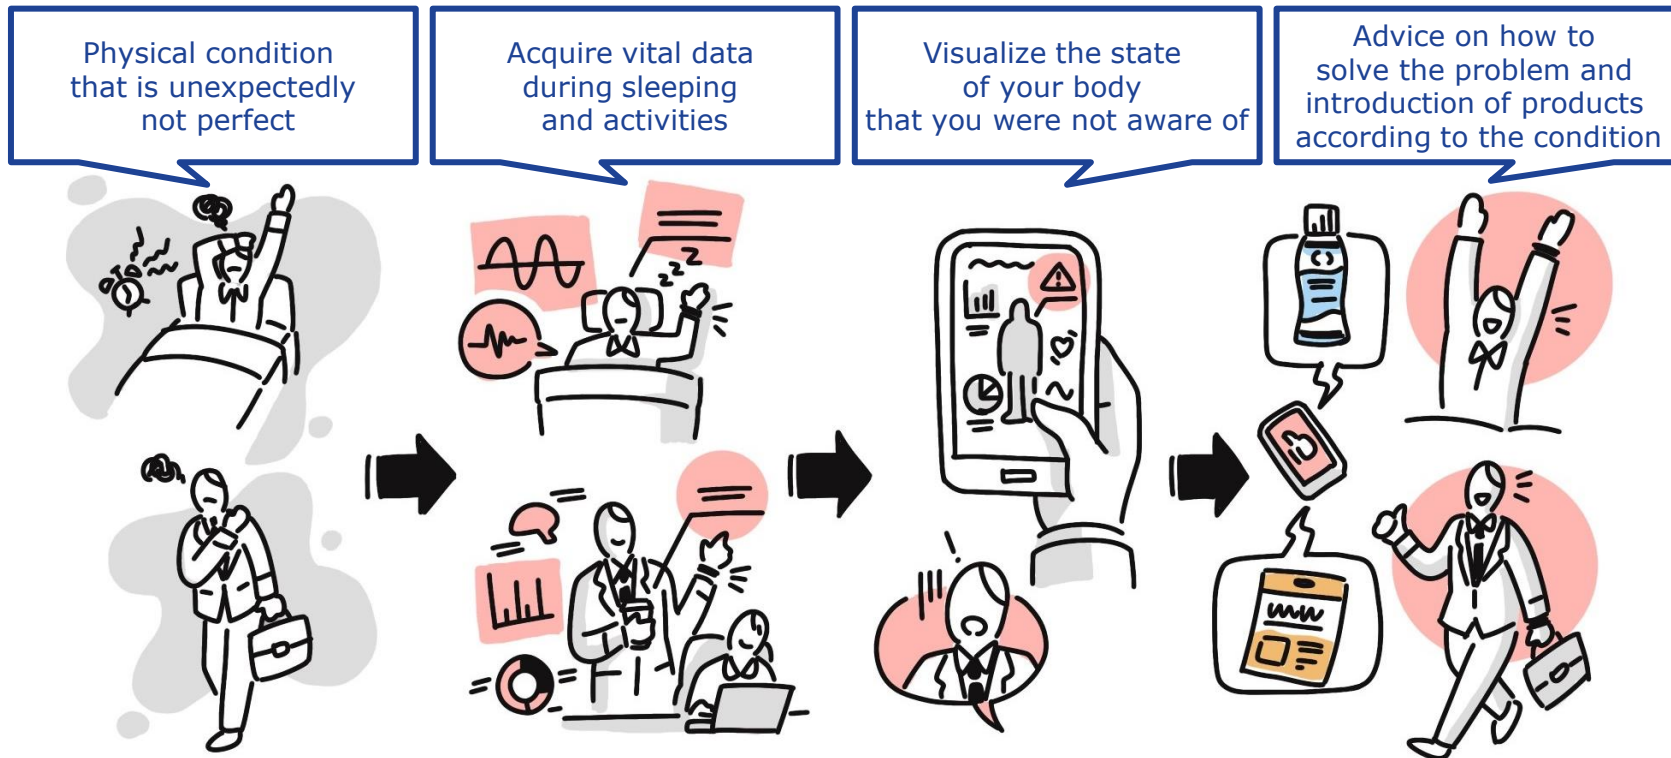 Physical condition
that is unexpectedly
not perfect
Acquire vital data
during sleeping
and activities
Visualize the state
of your body
that you were not aware of
Advice on how to
solve the problem and
introduction of products
according to the condition
z z z z